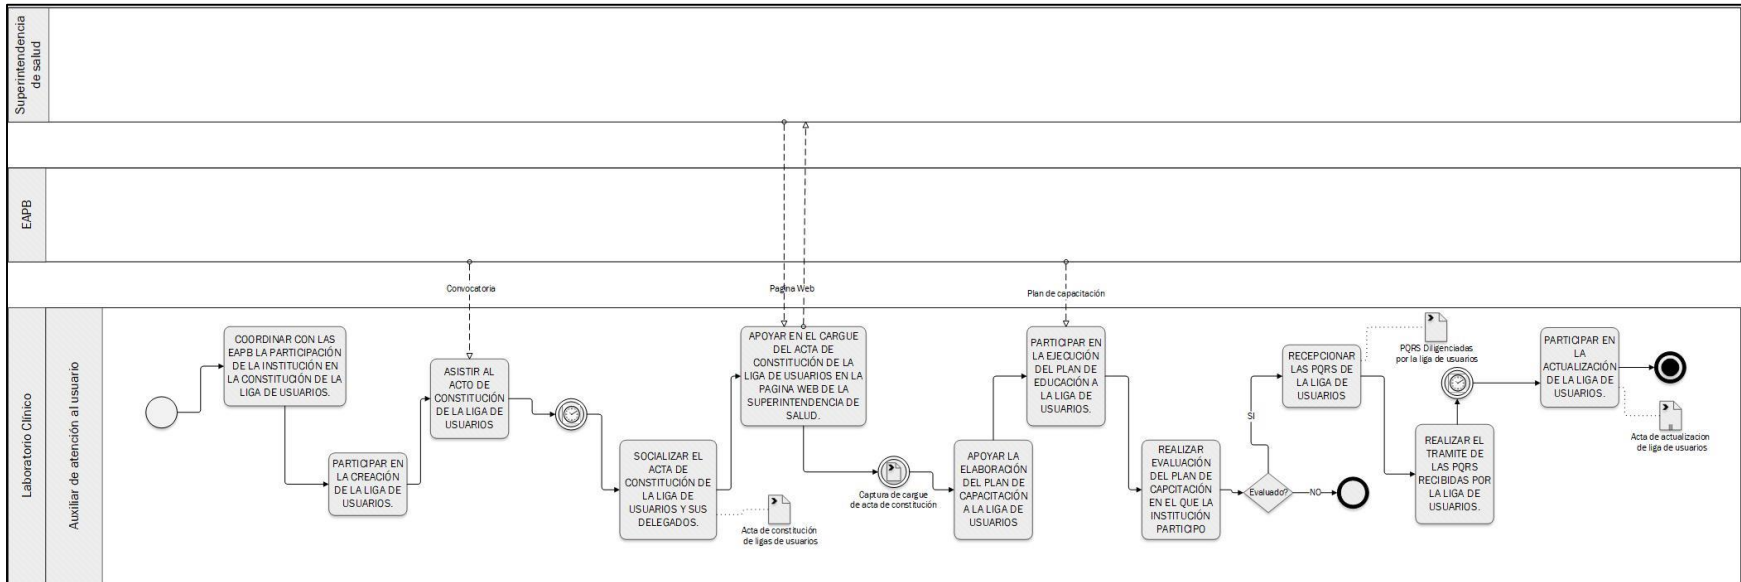 Superintendencia
de salud
EAPB
Laboratorio Clínico
Auxiliar de atención al usuario
COORDINAR CON LAS
EAPB LA PARTICIPACIÓN
DE LA INSTITUCIÓN EN
LA CONSTITUCIÓN DE LA
LIGA DE USUARIOS.
PARTICIPAR EN
LA CREACIÓN
DE LA LIGA DE
USUARIOS.
Convocatoria
ASISTIR AL
ACTO DE
CONSTITUCIÓN
DE LA LIGA DE
USUARIOS
SOCIALIZAR EL
ACTA DE
CONSTITUCIÓN DE
LA LIGA DE
USUARIOS Y SUS
DELEGADOS.
Acta de constitución
de ligas de usuarios
Pagina Web
APOYAR EN EL CARGUE
DEL ACTA DE
CONSTITUCIÓN DE LA
LIGA DE USUARIOS EN LA
PAGINA WEB DE LA
SUPERINTENDENCIA DE
SALUD.
Captura de cargue
de acta de constitución
APOYAR LA
ELABORACIÓN
DEL PLAN DE
CAPACITACIÓN
A LA LIGA DE
USUARIOS
Plan de capacitación
PARTICIPAR EN
LA EJECUCIÓN
DEL PLAN DE
EDUCACIÓN A
LA LIGA DE
USUARIOS.
REALIZAR
EVALUACIÓN
DEL PLAN DE
CAPCITACIÓN
EN EL QUE LA
INSTITUCIÓN
PARTICIPO
Evaluado?
SI
NO
RECEPCIONAR
LAS PQRS DE
LA LIGA DE
USUARIOS
PQRS Diligenciadas
por la liga de usuarios
REALIZAR EL
TRAMITE DE
LAS PQRS
RECIBIDAS POR
LA LIGA DE
USUARIOS.
PARTICIPAR EN
LA
ACTUALIZACIÓN
DE LA LIGA DE
USUARIOS.
Acta de actualizacion
de liga de usuarios